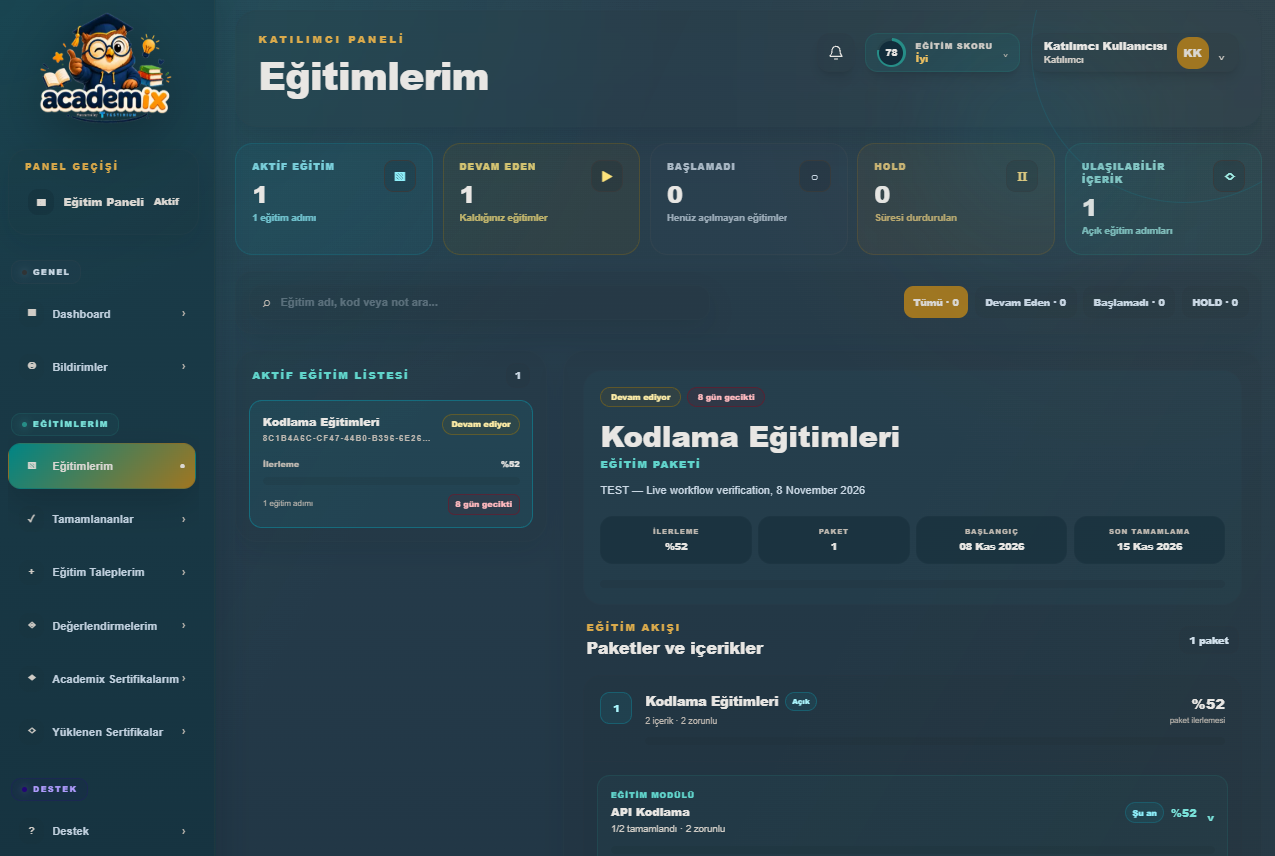 academix
KATILIMCI PANELİ
Eğitimlerim
78
EĞİTİM SKORU
İyi
Katılımcı Kullanıcısı
Katılımcı
KK
PANEL GEÇİŞİ
Eğitim Paneli Aktif
AKTİF EĞİTİM
1
1 eğitim adımı
DEVAM EDEN
1
Kaldığınız eğitimler
BAŞLAMADI
0
Henüz açılmayan eğitimler
HOLD
0
Süresi durdurulan
ULAŞILABİLİR
İÇERİK
1
Açık eğitim adımları
GENEL
Dashboard
Bildirimler
EĞİTİMLERİM
Eğitimlerim
Tamamlananlar
Eğitim Taleplerim
Değerlendirmelerim
Academix Sertifikalarım
Yüklenen Sertifikalar
DESTEK
? Destek
Eğitim adı, kod veya not ara...
Tümü · 0 Devam Eden · 0 Başlamadı · 0 HOLD · 0
AKTİF EĞİTİM LİSTESİ 1
Kodlama Eğitimleri Devam ediyor
8C1B4A6C-CF47-44B0-B396-6E26...
İlerleme %52
1 eğitim adımı 8 gün gecikti
Devam ediyor 8 gün gecikti
Kodlama Eğitimleri
EĞİTİM PAKETİ
TEST — Live workflow verification, 8 November 2026
İLERLEME
%52
PAKET
1
BAŞLANGIÇ
08 Kas 2026
SON TAMAMLAMA
15 Kas 2026
EĞİTİM AKIŞI
Paketler ve içerikler
1 paket
1
Kodlama Eğitimleri Açık
2 içerik · 2 zorunlu
%52
paket ilerlemesi
EĞİTİM MODÜLÜ
API Kodlama
1/2 tamamlandı · 2 zorunlu
Şu an %52